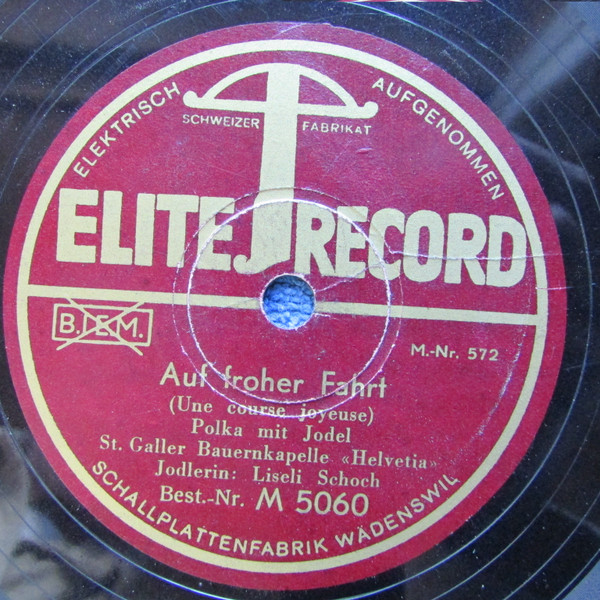 ELEKTRISCH AUFGENOMMEN
SCHWEIZER FABRIKAT
ELITE RECORD
B.I.E.M.
M.-Nr. 572
Auf froher Fahrt
(Une course joyeuse)
Polka mit Jodel
St. Galler Bauernkapelle «Helvetia»
Jodlerin: Liseli Schoch
Best.-Nr. M 5060
SCHALLPLATTENFABRIK WÄDENSWIL